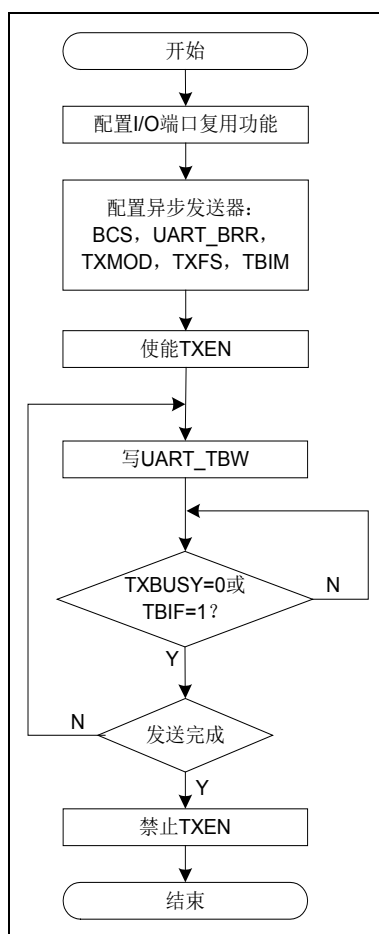 开始
配置I/O端口复用功能
配置异步发送器：
BCS，UART_BRR，
TXMOD，TXFS，TBIM
使能TXEN
写UART_TBW
TXBUSY=0或
TBIF=1？
N
Y
N
发送完成
Y
禁止TXEN
结束